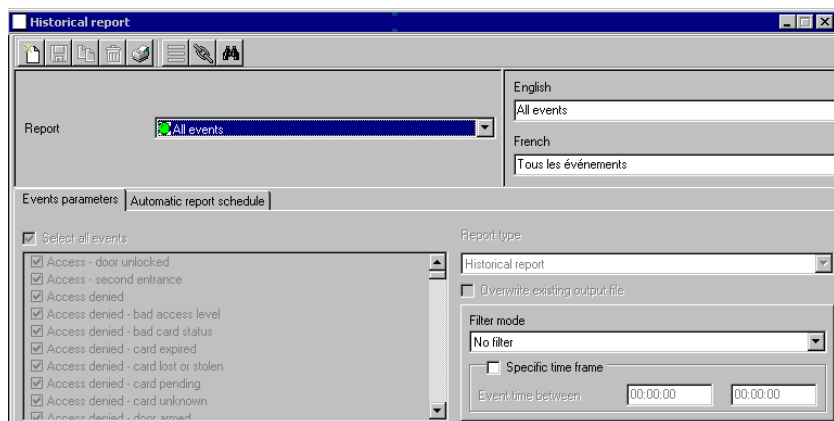 Historical report
Report
All events
English
All events
French
Tous les événements
Events parameters
Automatic report schedule
Select all events
Access - door unlocked
Access - second entrance
Access denied
Access denied - bad access level
Access denied - bad card status
Access denied - card expired
Access denied - card lost or stolen
Access denied - card pending
Access denied - card unknown
Access denied - door armed
Report type
Historical report
Overwrite existing output file
Filter mode
No filter
Specific time frame
Event time between
00:00:00
00:00:00